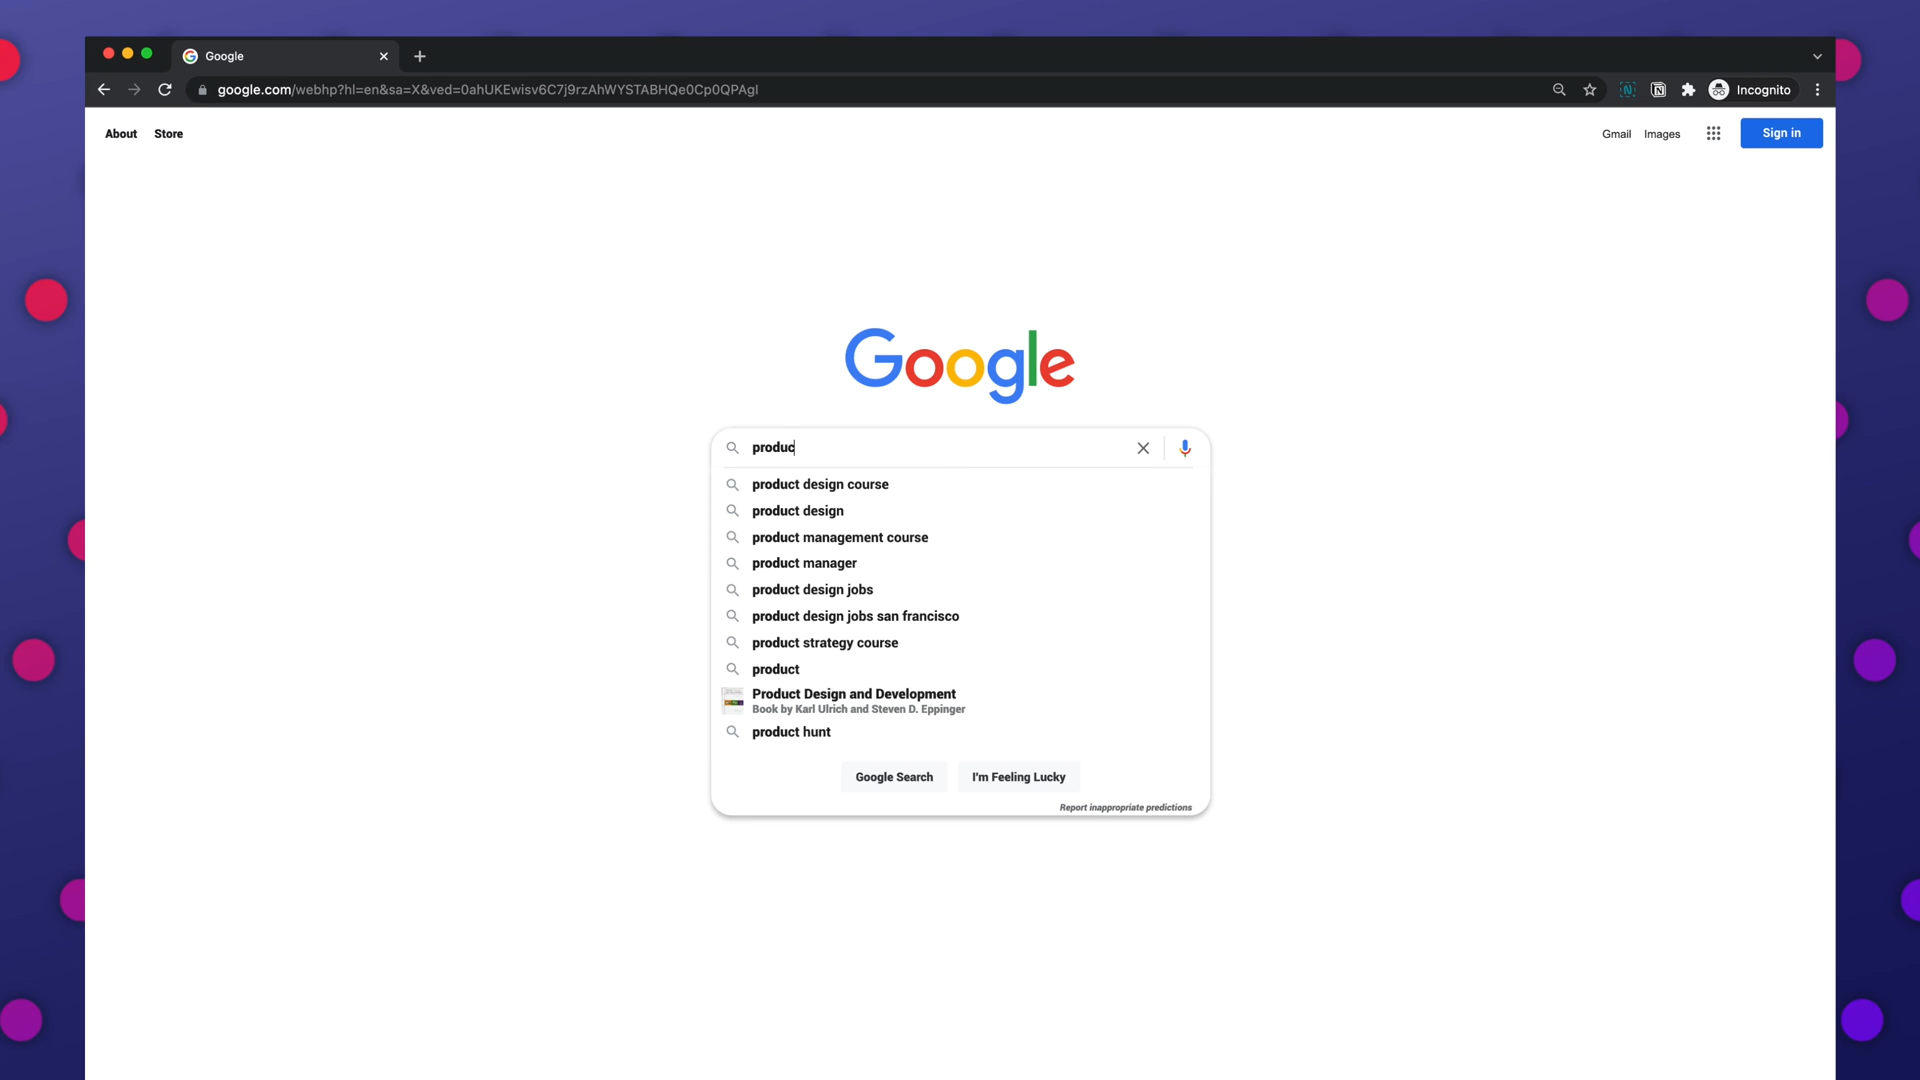 Google
google.com/webhp?hl=en&sa=X&ved=0ahUKEwisv6C7j9rzAhWYSTABHQe0Cp0QPAgI
Incognito
About Store
Gmail Images Sign in
Google
produc
product design course
product design
product management course
product manager
product design jobs
product design jobs san francisco
product strategy course
product
Product Design and Development
Book by Karl Ulrich and Steven D. Eppinger
product hunt
Google Search I'm Feeling Lucky
Report inappropriate predictions